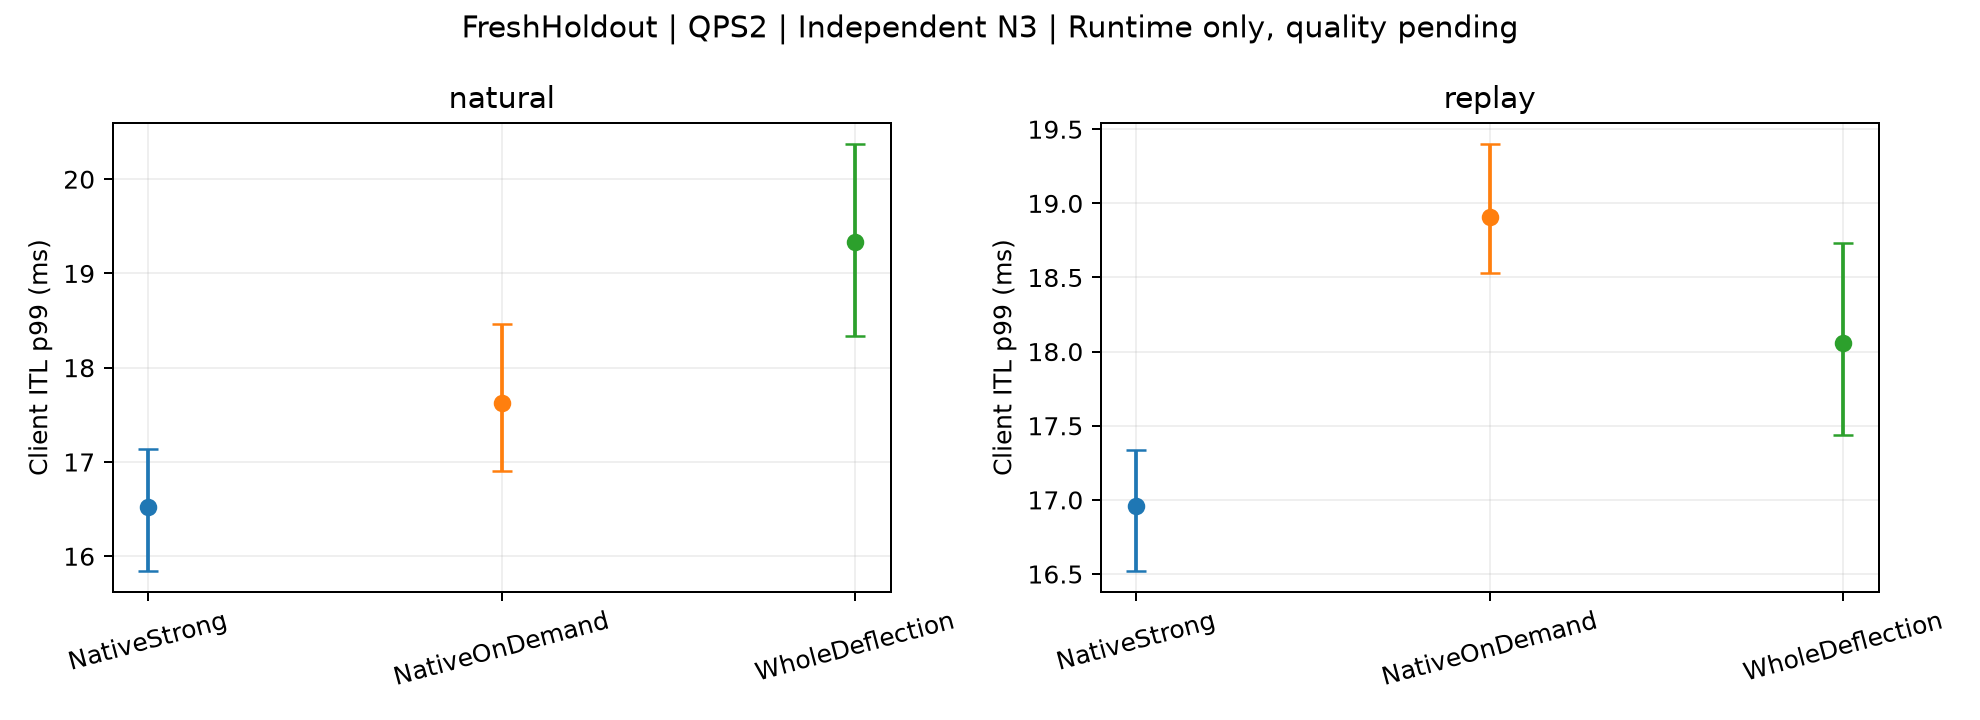 FreshHoldout | QPS2 | Independent N3 | Runtime only, quality pending
natural
Client ITL p99 (ms)
20
19
18
17
16
NativeStrong
NativeOnDemand
WholeDeflection
replay
Client ITL p99 (ms)
19.5
19.0
18.5
18.0
17.5
17.0
16.5
NativeStrong
NativeOnDemand
WholeDeflection